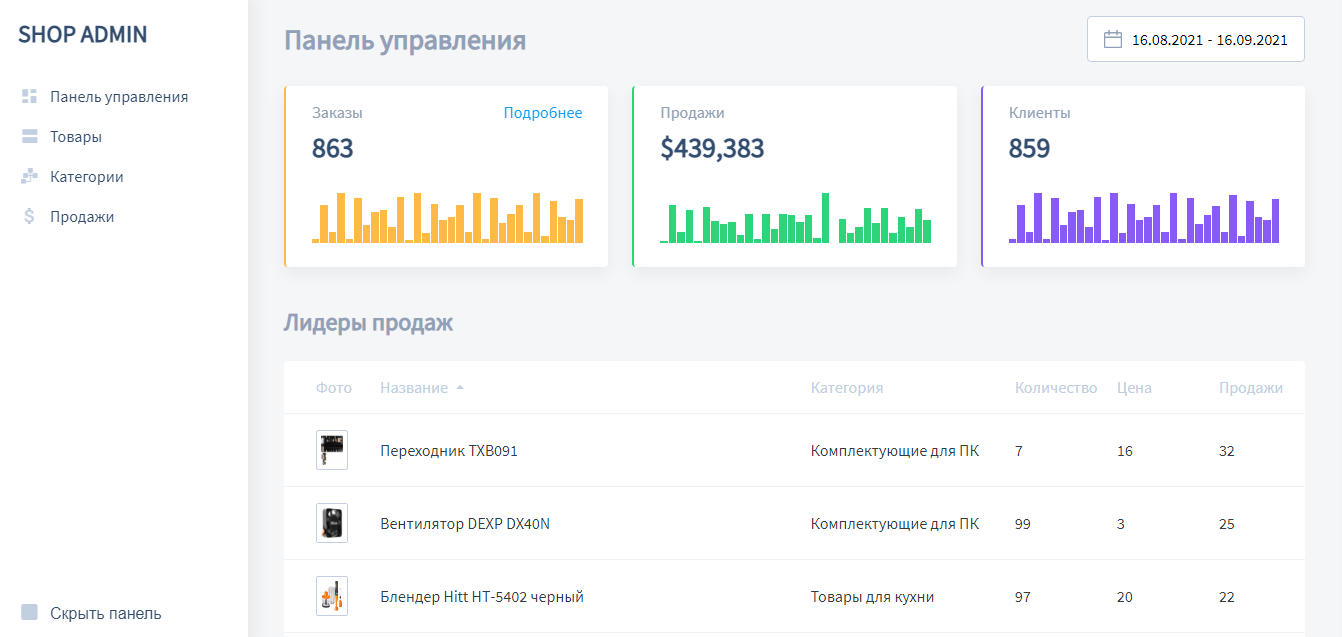 SHOP ADMIN
Панель управления
Товары
Категории
Продажи
Скрыть панель
Панель управления
16.08.2021 - 16.09.2021
Заказы Подробнее
863
Продажи
$439,383
Клиенты
859
Лидеры продаж
Фото Название Категория Количество Цена Продажи
Переходник TXB091 Комплектующие для ПК 7 16 32
Вентилятор DEXP DX40N Комплектующие для ПК 99 3 25
Блендер Hitt HT-5402 черный Товары для кухни 97 20 22